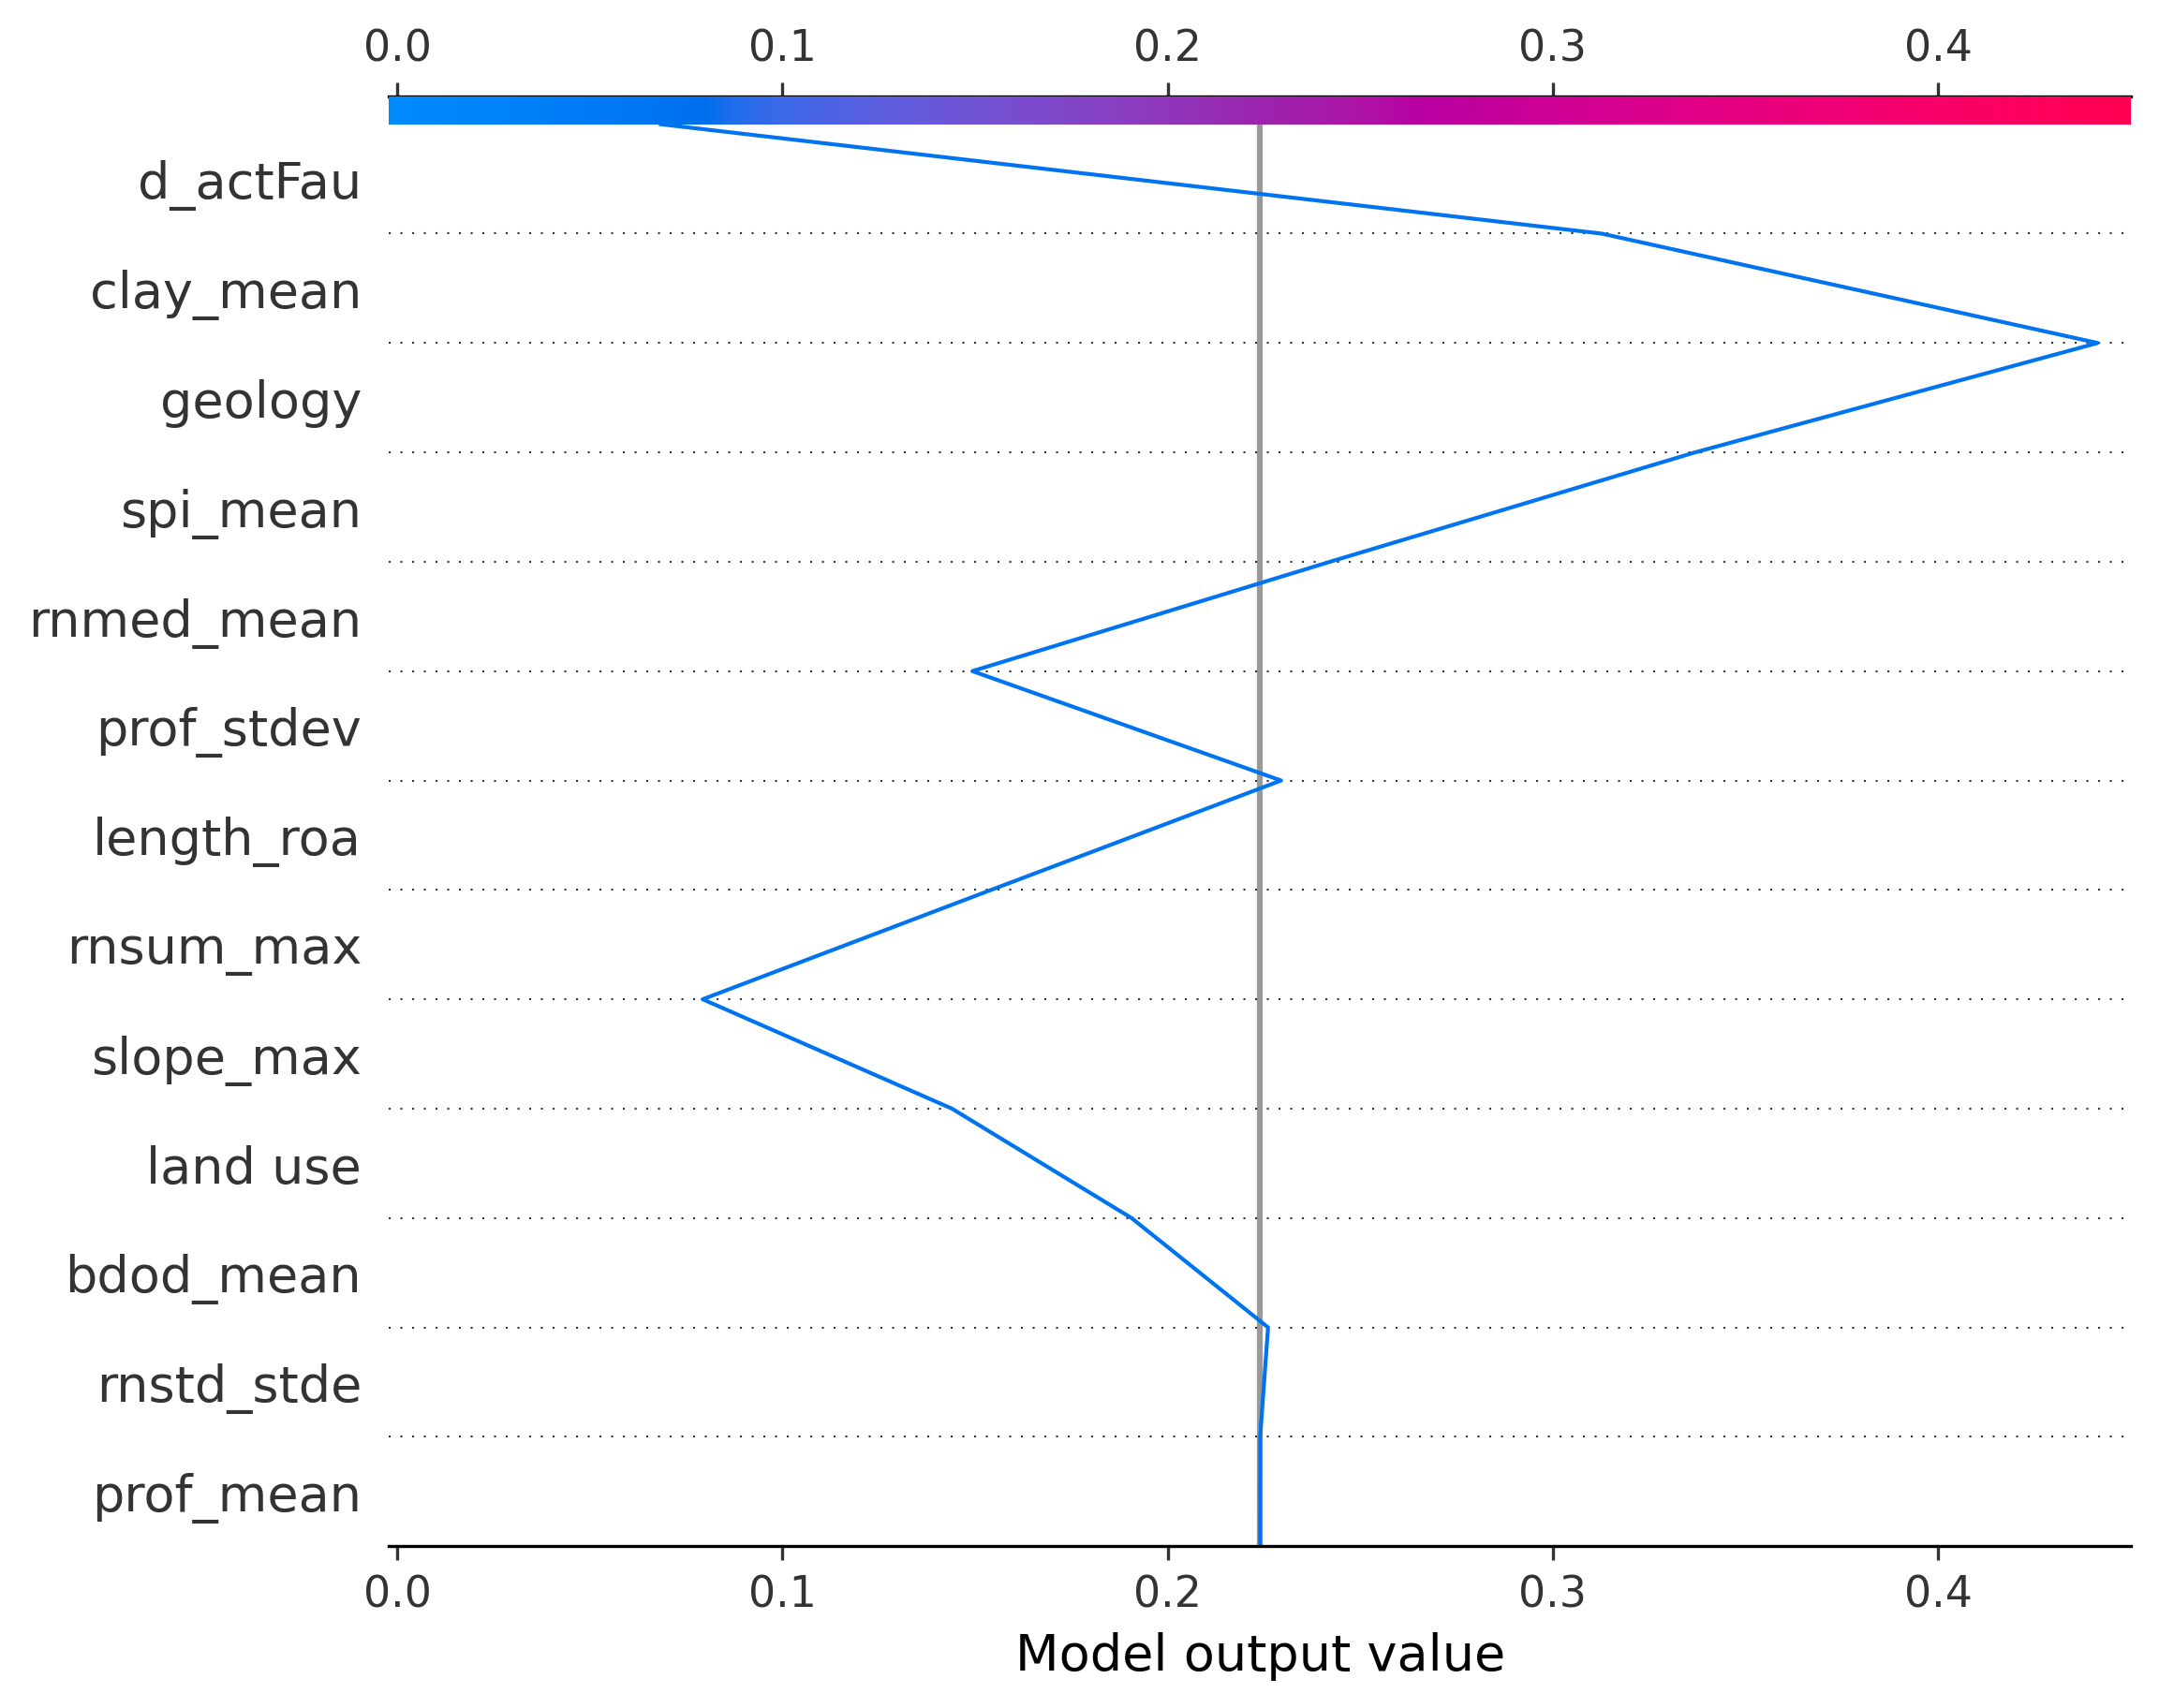 0.0 0.1 0.2 0.3 0.4
d_actFau
clay_mean
geology
spi_mean
rnmed_mean
prof_stdev
length_roa
rnsum_max
slope_max
land use
bdod_mean
rnstd_stde
prof_mean
0.0 0.1 0.2 0.3 0.4
Model output value